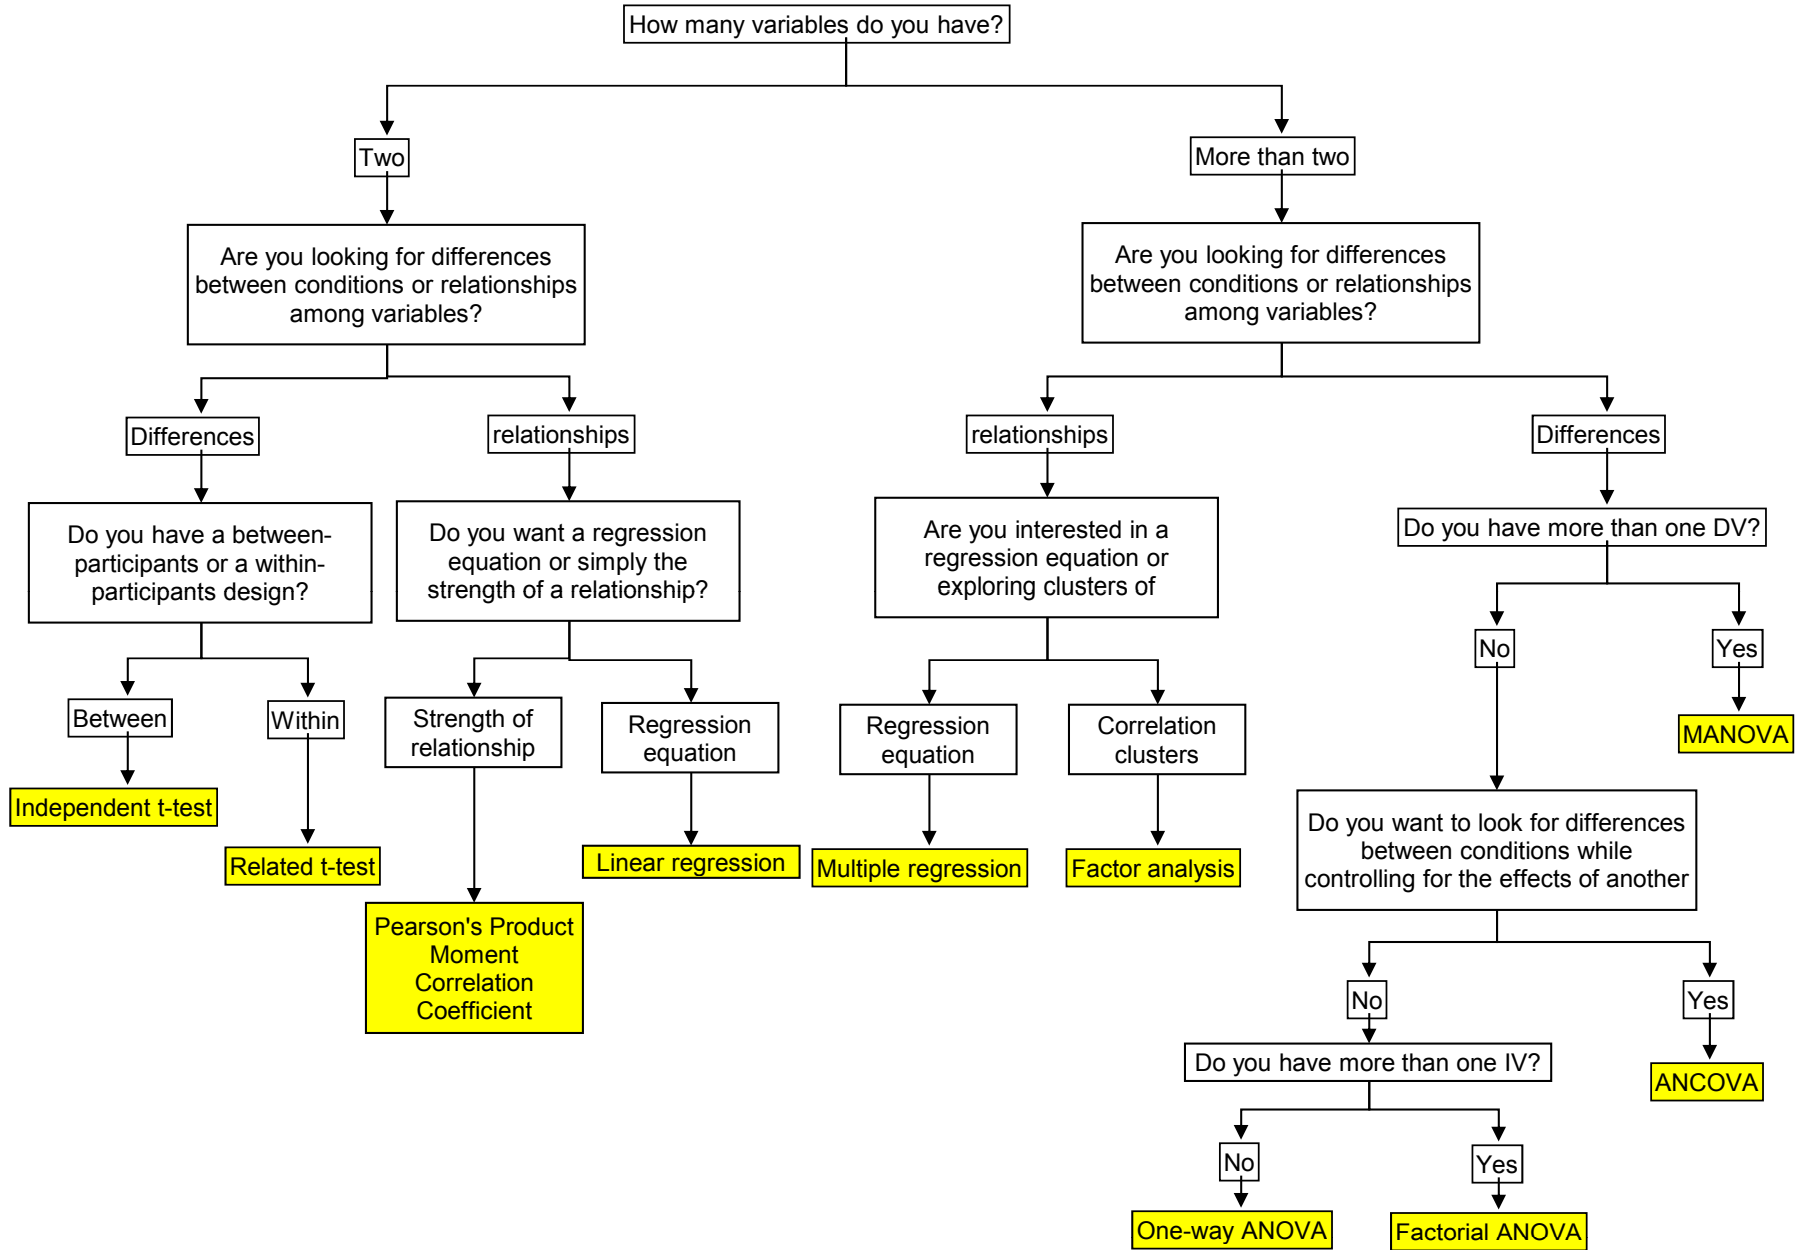 How many variables do you have?
Two
More than two
Are you looking for differences
between conditions or relationships
among variables?
Are you looking for differences
between conditions or relationships
among variables?
Differences
relationships
relationships
Differences
Do you have a between-
participants or a within-
participants design?
Do you want a regression
equation or simply the
strength of a relationship?
Are you interested in a
regression equation or
exploring clusters of
Do you have more than one DV?
No
Yes
Between
Within
Strength of
relationship
Regression
equation
Regression
equation
Correlation
clusters
MANOVA
Independent t-test
Related t-test
Linear regression
Multiple regression
Factor analysis
Do you want to look for differences
between conditions while
controlling for the effects of another
Pearson's Product
Moment
Correlation
Coefficient
No
Yes
Do you have more than one IV?
ANCOVA
No
Yes
One-way ANOVA
Factorial ANOVA